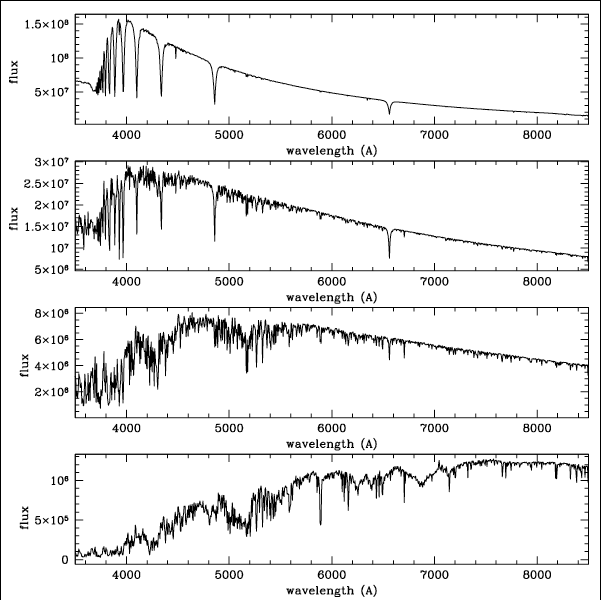 1.5×10⁸
10⁸
5×10⁷
flux
4000 5000 6000 7000 8000
wavelength (A)
3×10⁷
2.5×10⁷
2×10⁷
1.5×10⁷
10⁷
5×10⁶
flux
4000 5000 6000 7000 8000
wavelength (A)
8×10⁶
6×10⁶
4×10⁶
2×10⁶
flux
4000 5000 6000 7000 8000
wavelength (A)
10⁶
5×10⁵
0
flux
4000 5000 6000 7000 8000
wavelength (A)